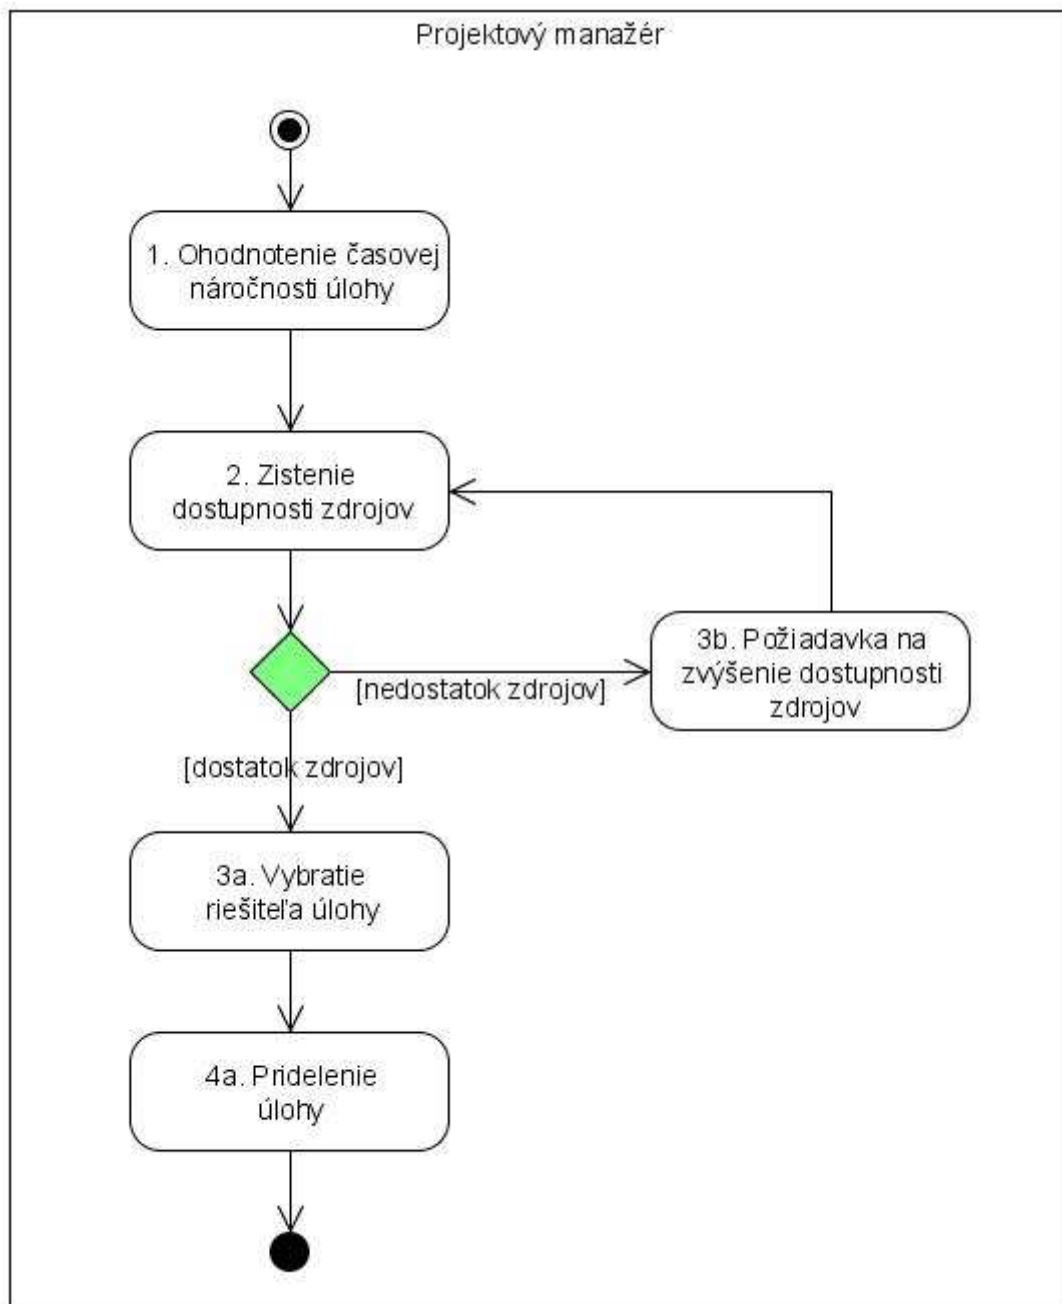 Projektový manažér
1. Ohodnotenie časovej
náročnosti úlohy
2. Zistenie
dostupnosti zdrojov
3b. Požiadavka na
zvýšenie dostupnosti
zdrojov
[nedostatok zdrojov]
[dostatok zdrojov]
3a. Vybratie
riešiteľa úlohy
4a. Pridelenie
úlohy